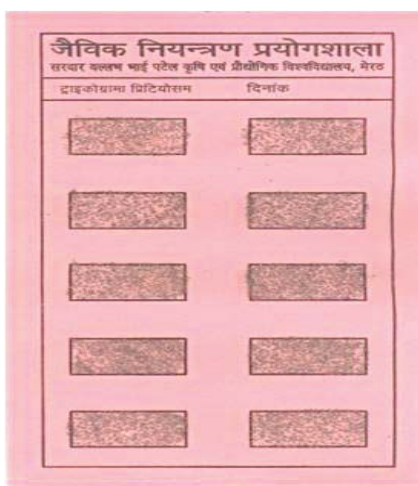 जैविक नियन्त्रण प्रयोगशाला
सरदार वल्लभ भाई पटेल कृषि एवं प्रौद्योगिक विश्वविद्यालय, मेरठ
ट्राइकोग्रामा प्रिटियोसम दिनांक